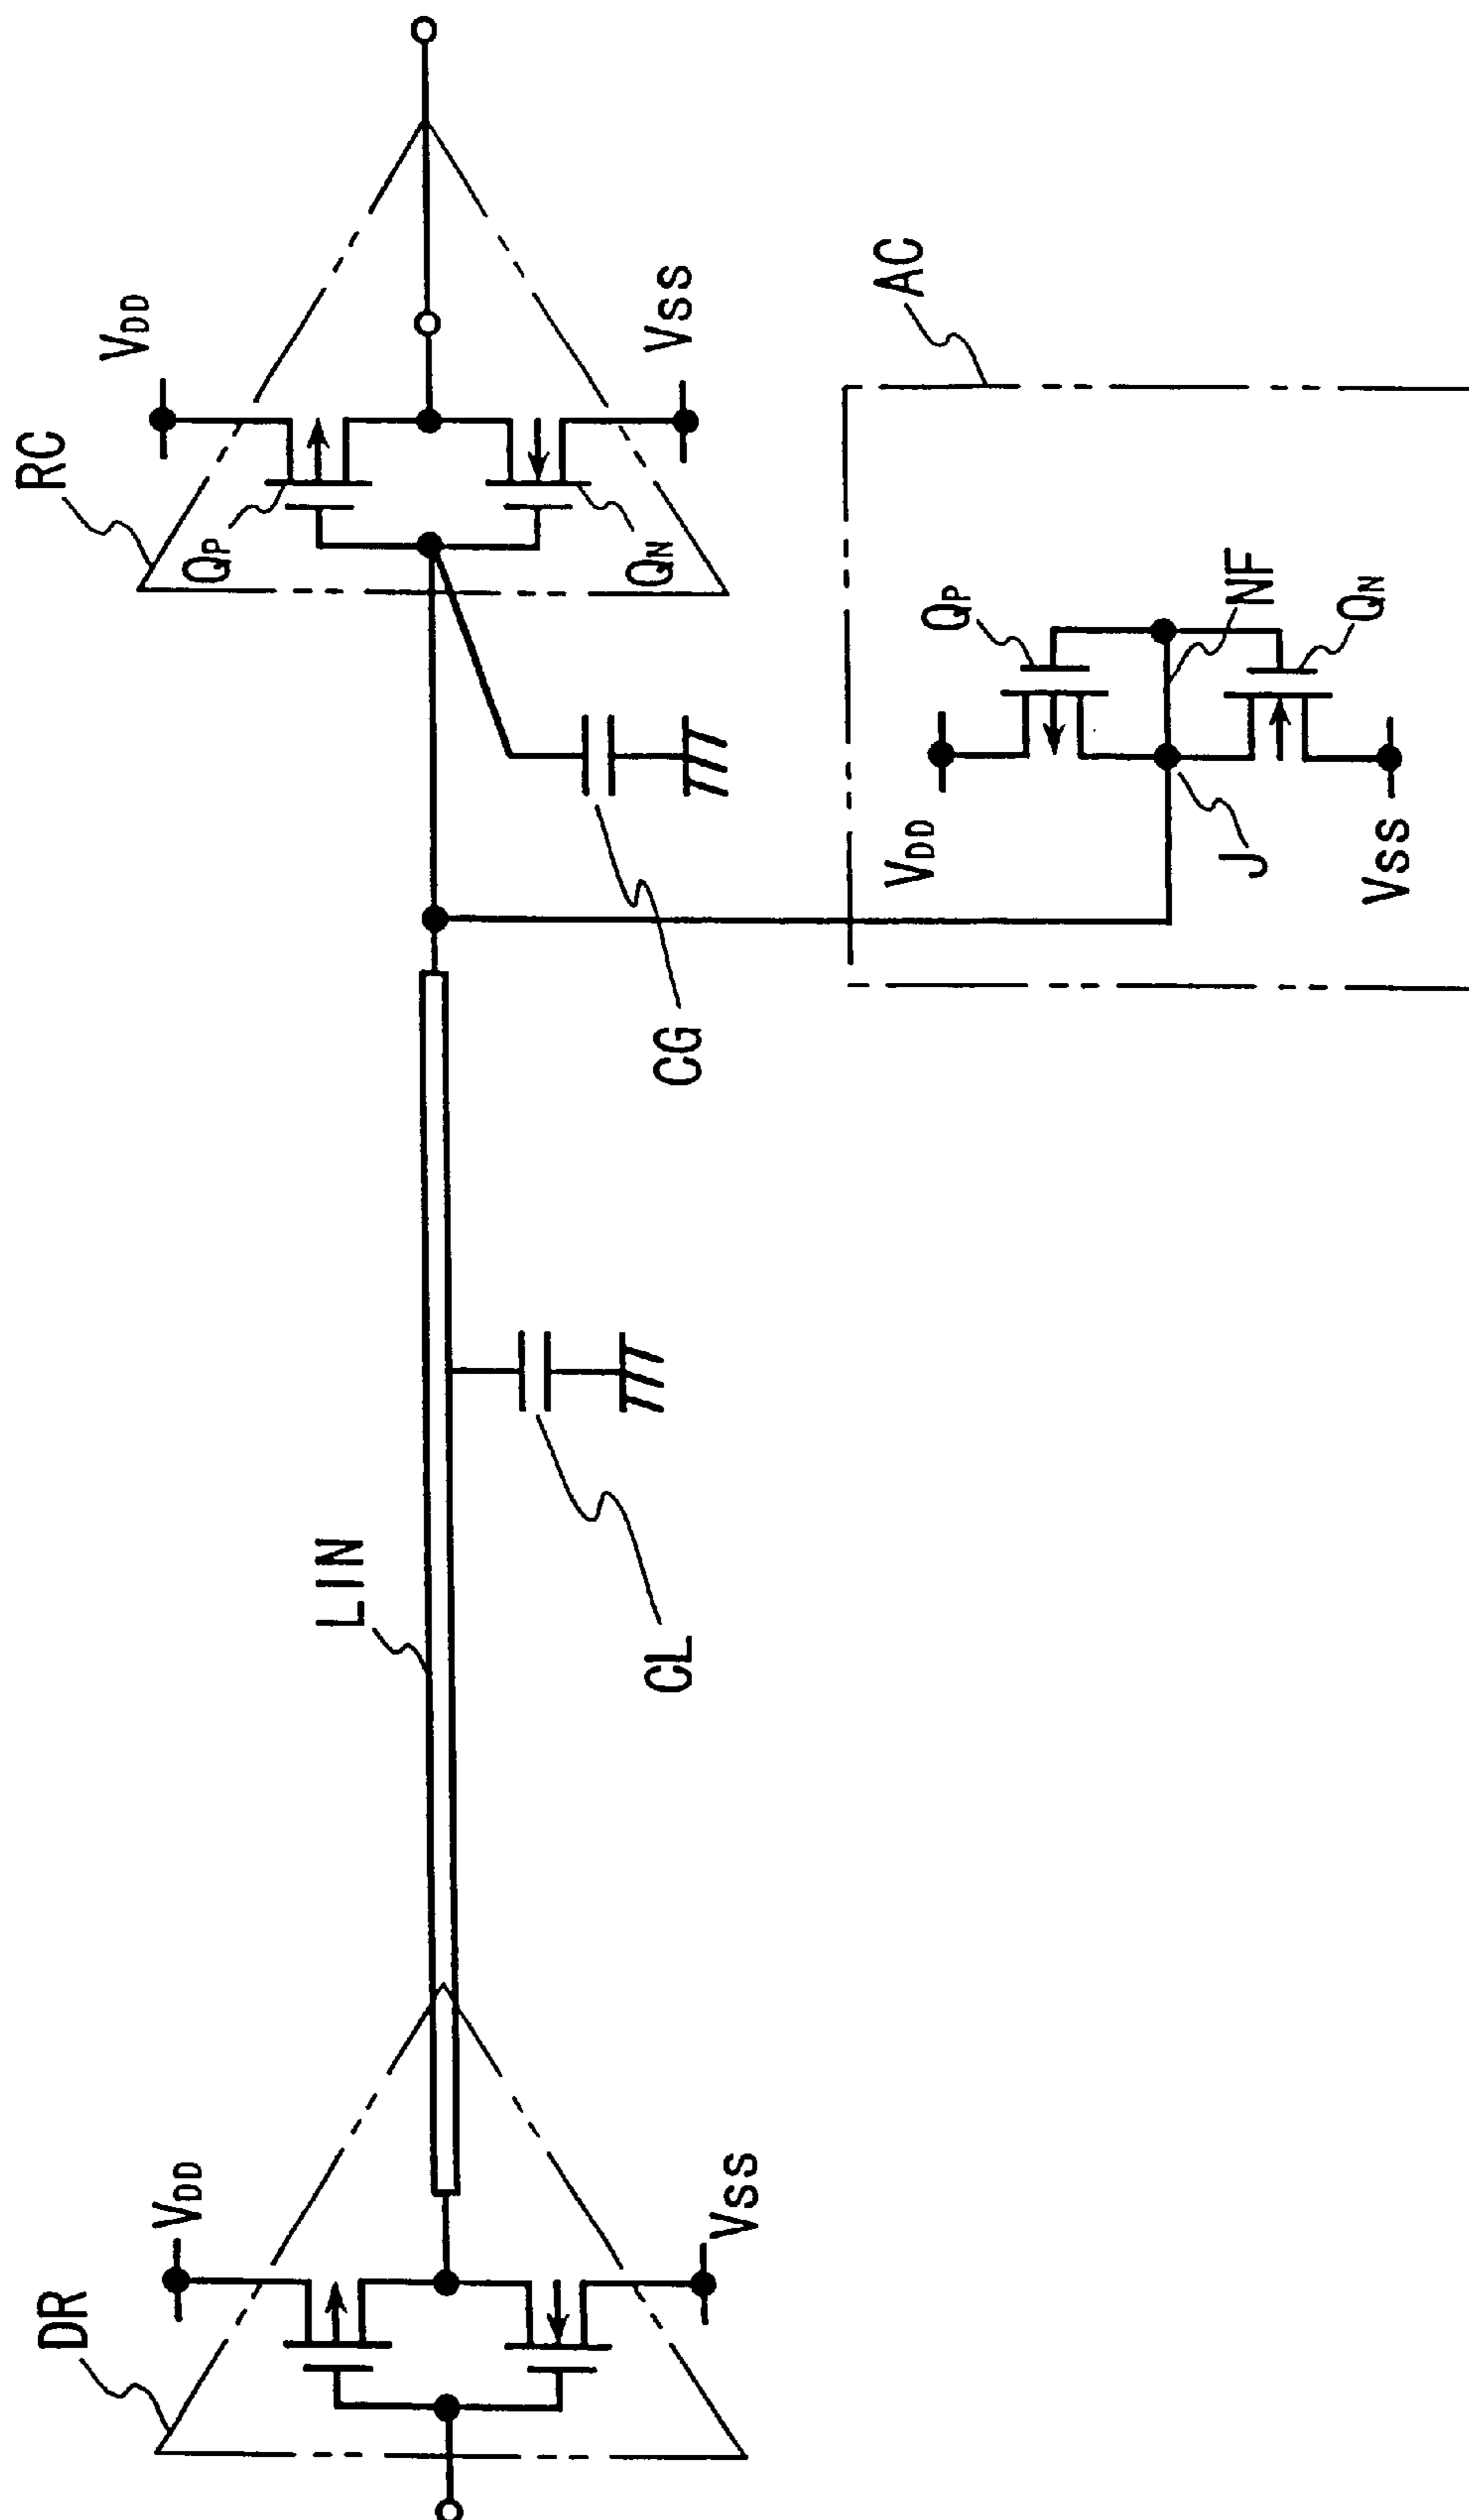 DR
VDD
VSS
LIN
CL
CG
RC
VDD
QP
QN
VSS
AC
VDD
QP
NF
QN
J
VSS